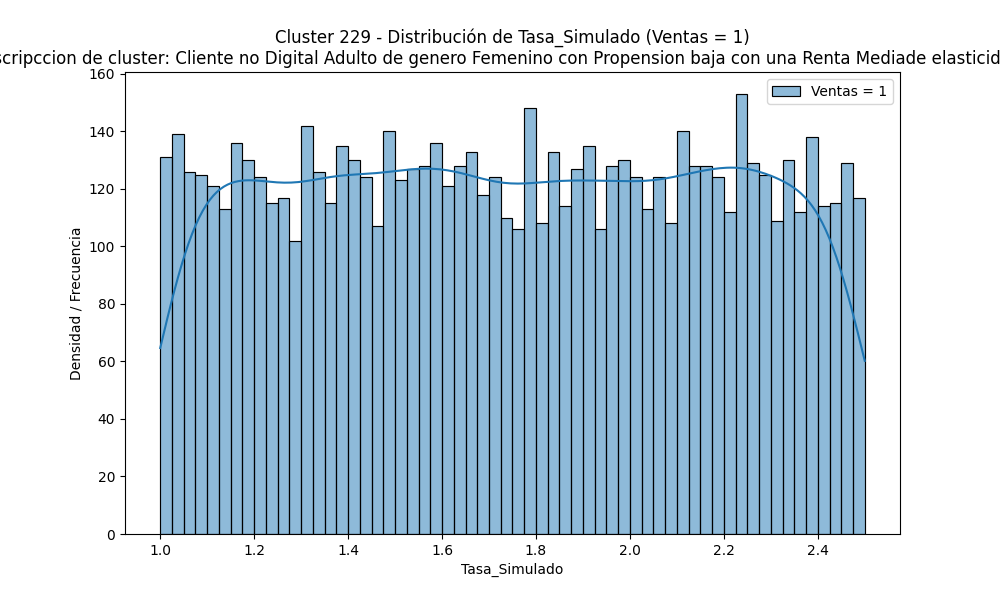 Cluster 229 - Distribución de Tasa_Simulado (Ventas = 1)
scripccion de cluster: Cliente no Digital Adulto de genero Femenino con Propension baja con una Renta Mediade elasticid
Ventas = 1
160
140
120
100
80
60
40
20
0
Densidad / Frecuencia
1.0 1.2 1.4 1.6 1.8 2.0 2.2 2.4
Tasa_Simulado